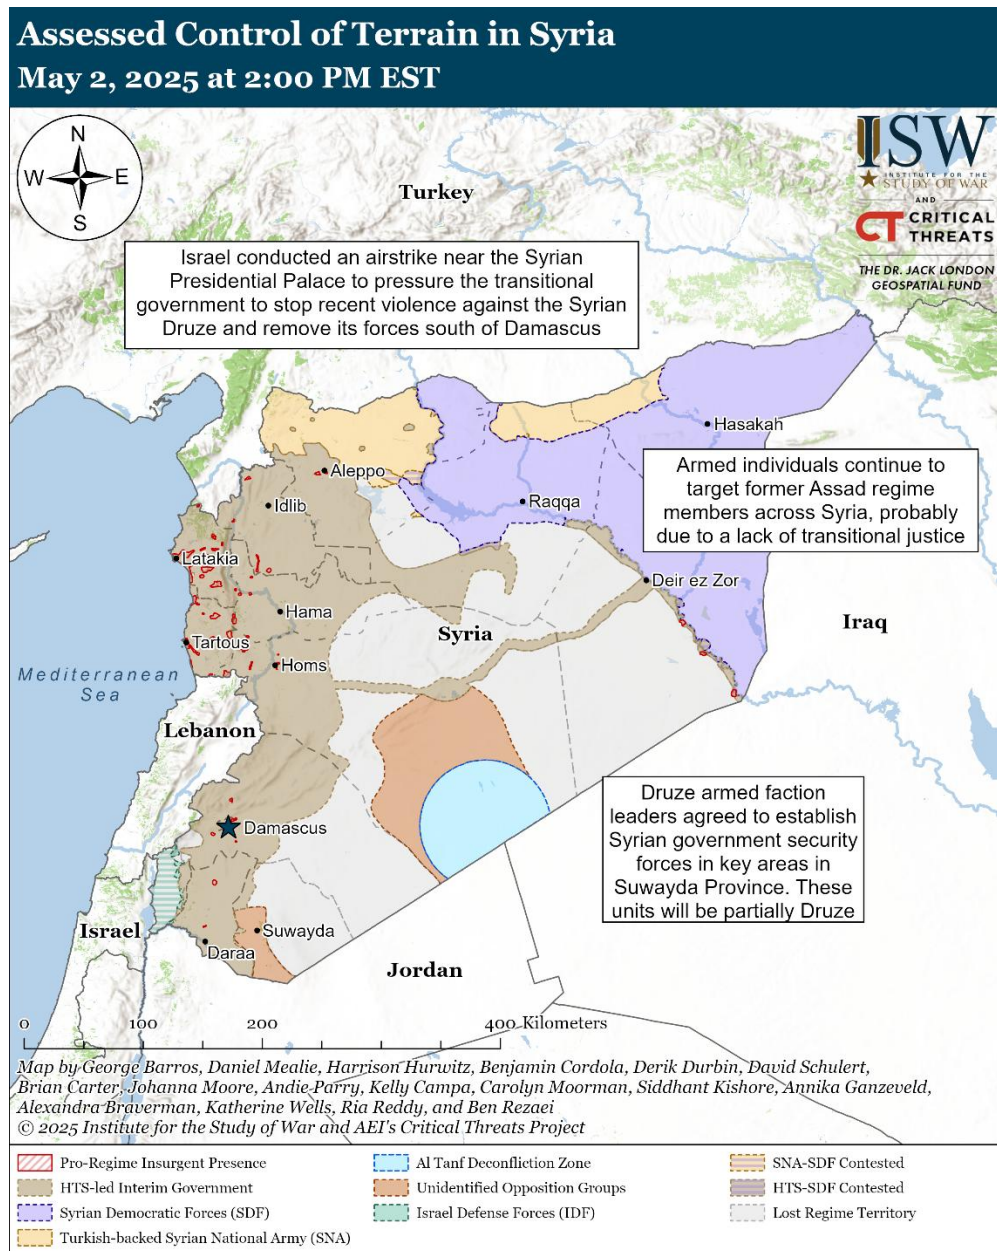 Assessed Control of Terrain in Syria
May 2, 2025 at 2:00 PM EST
N
W
E
S
ISW
INSTITUTE FOR THE
STUDY OF WAR
AND
CT CRITICAL
THREATS
THE DR. JACK LONDON
GEOSPATIAL FUND
Turkey
Israel conducted an airstrike near the Syrian
Presidential Palace to pressure the transitional
government to stop recent violence against the Syrian
Druze and remove its forces south of Damascus
Hasakah
Armed individuals continue to
target former Assad regime
members across Syria, probably
due to a lack of transitional justice
Aleppo
Idlib
Raqqa
Latakia
Deir ez Zor
Hama
Syria
Iraq
Tartous
Homs
Mediterranean
Sea
Lebanon
Druze armed faction
leaders agreed to establish
Syrian government security
forces in key areas in
Suwayda Province. These
units will be partially Druze
Damascus
Israel
Suwayda
Daraa
Jordan
0 100 200 400 Kilometers
Map by George Barros, Daniel Mealie, Harrison Hurwitz, Benjamin Cordola, Derik Durbin, David Schulert,
Brian Carter, Johanna Moore, Andie Parry, Kelly Campa, Carolyn Moorman, Siddhant Kishore, Annika Ganzeveld,
Alexandra Braverman, Katherine Wells, Ria Reddy, and Ben Rezaei
© 2025 Institute for the Study of War and AEI's Critical Threats Project
Pro-Regime Insurgent Presence
HTS-led Interim Government
Syrian Democratic Forces (SDF)
Turkish-backed Syrian National Army (SNA)
Al Tanf Deconfliction Zone
Unidentified Opposition Groups
Israel Defense Forces (IDF)
SNA-SDF Contested
HTS-SDF Contested
Lost Regime Territory